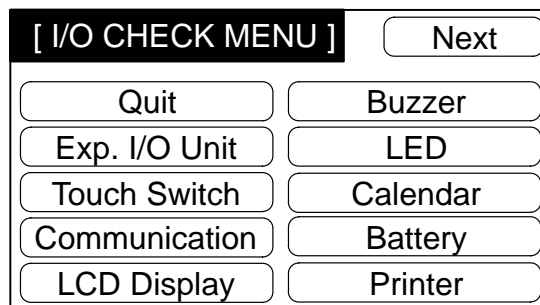 [ I/O CHECK MENU ] Next
Quit Buzzer
Exp. I/O Unit LED
Touch Switch Calendar
Communication Battery
LCD Display Printer